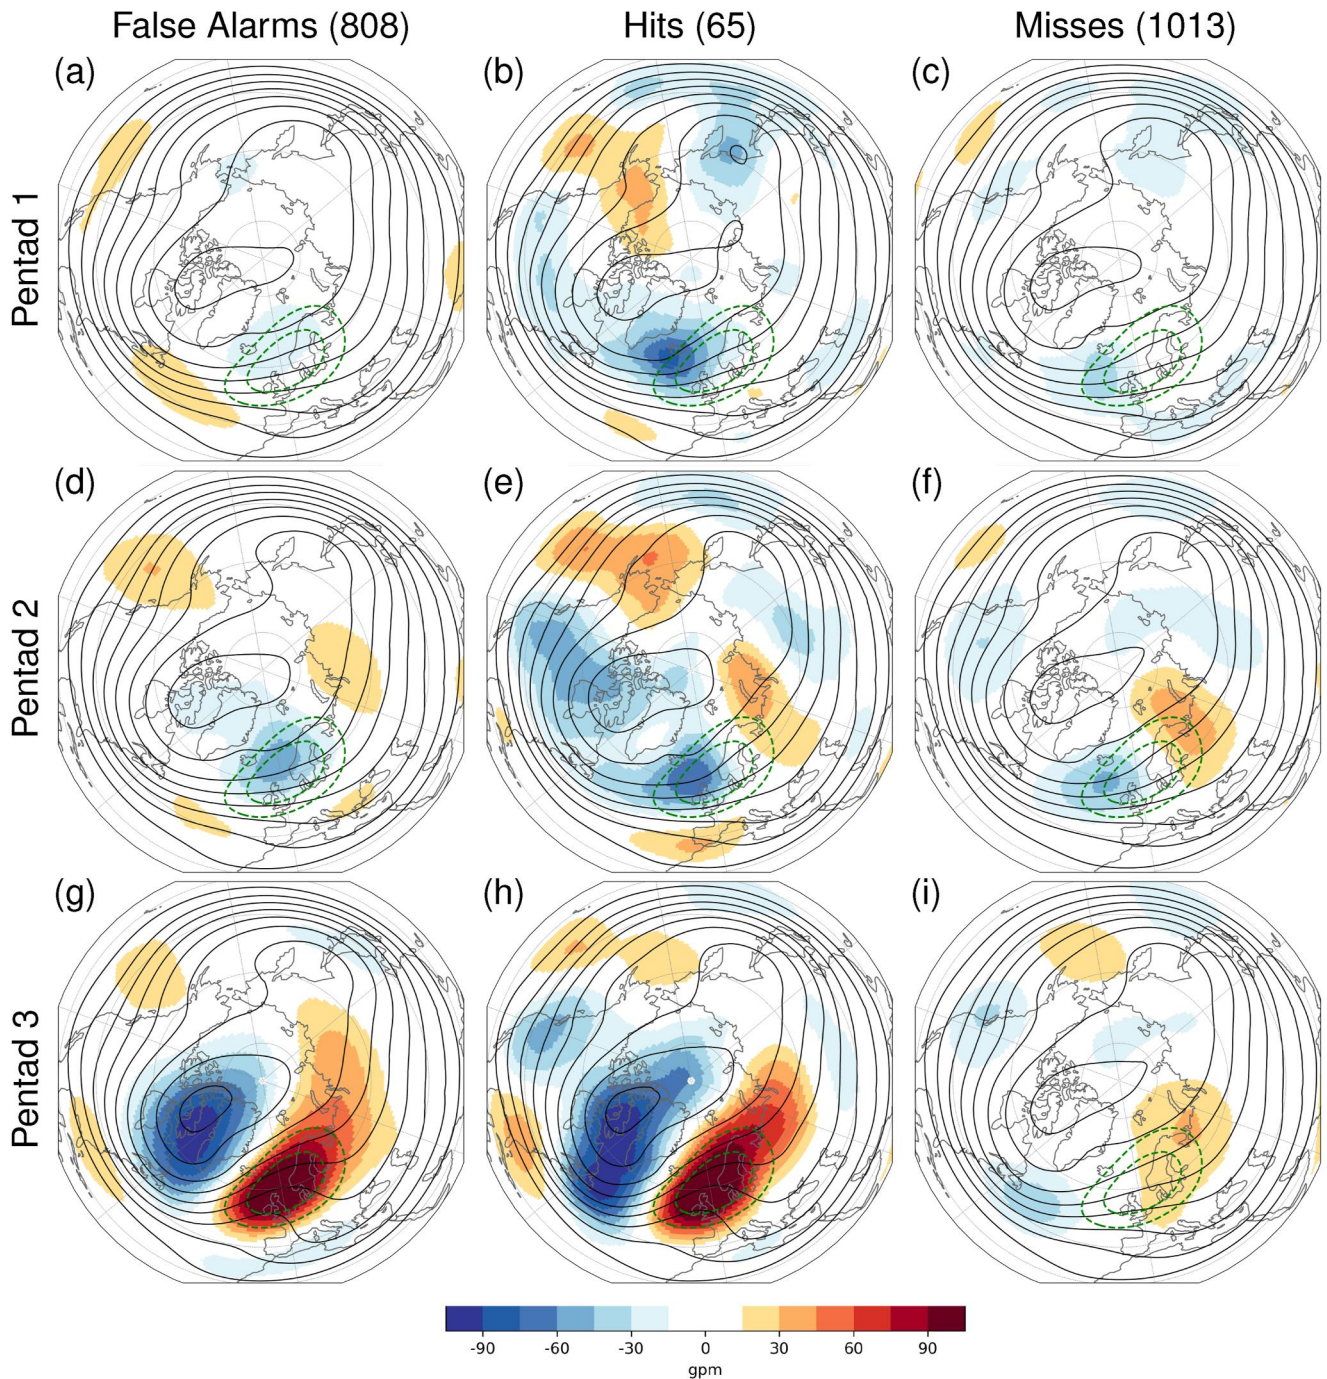 False Alarms (808) Hits (65) Misses (1013)
(a) (b) (c)
Pentad 1
(d) (e) (f)
Pentad 2
(g) (h) (i)
Pentad 3
-90 -60 -30 0 30 60 90
gpm